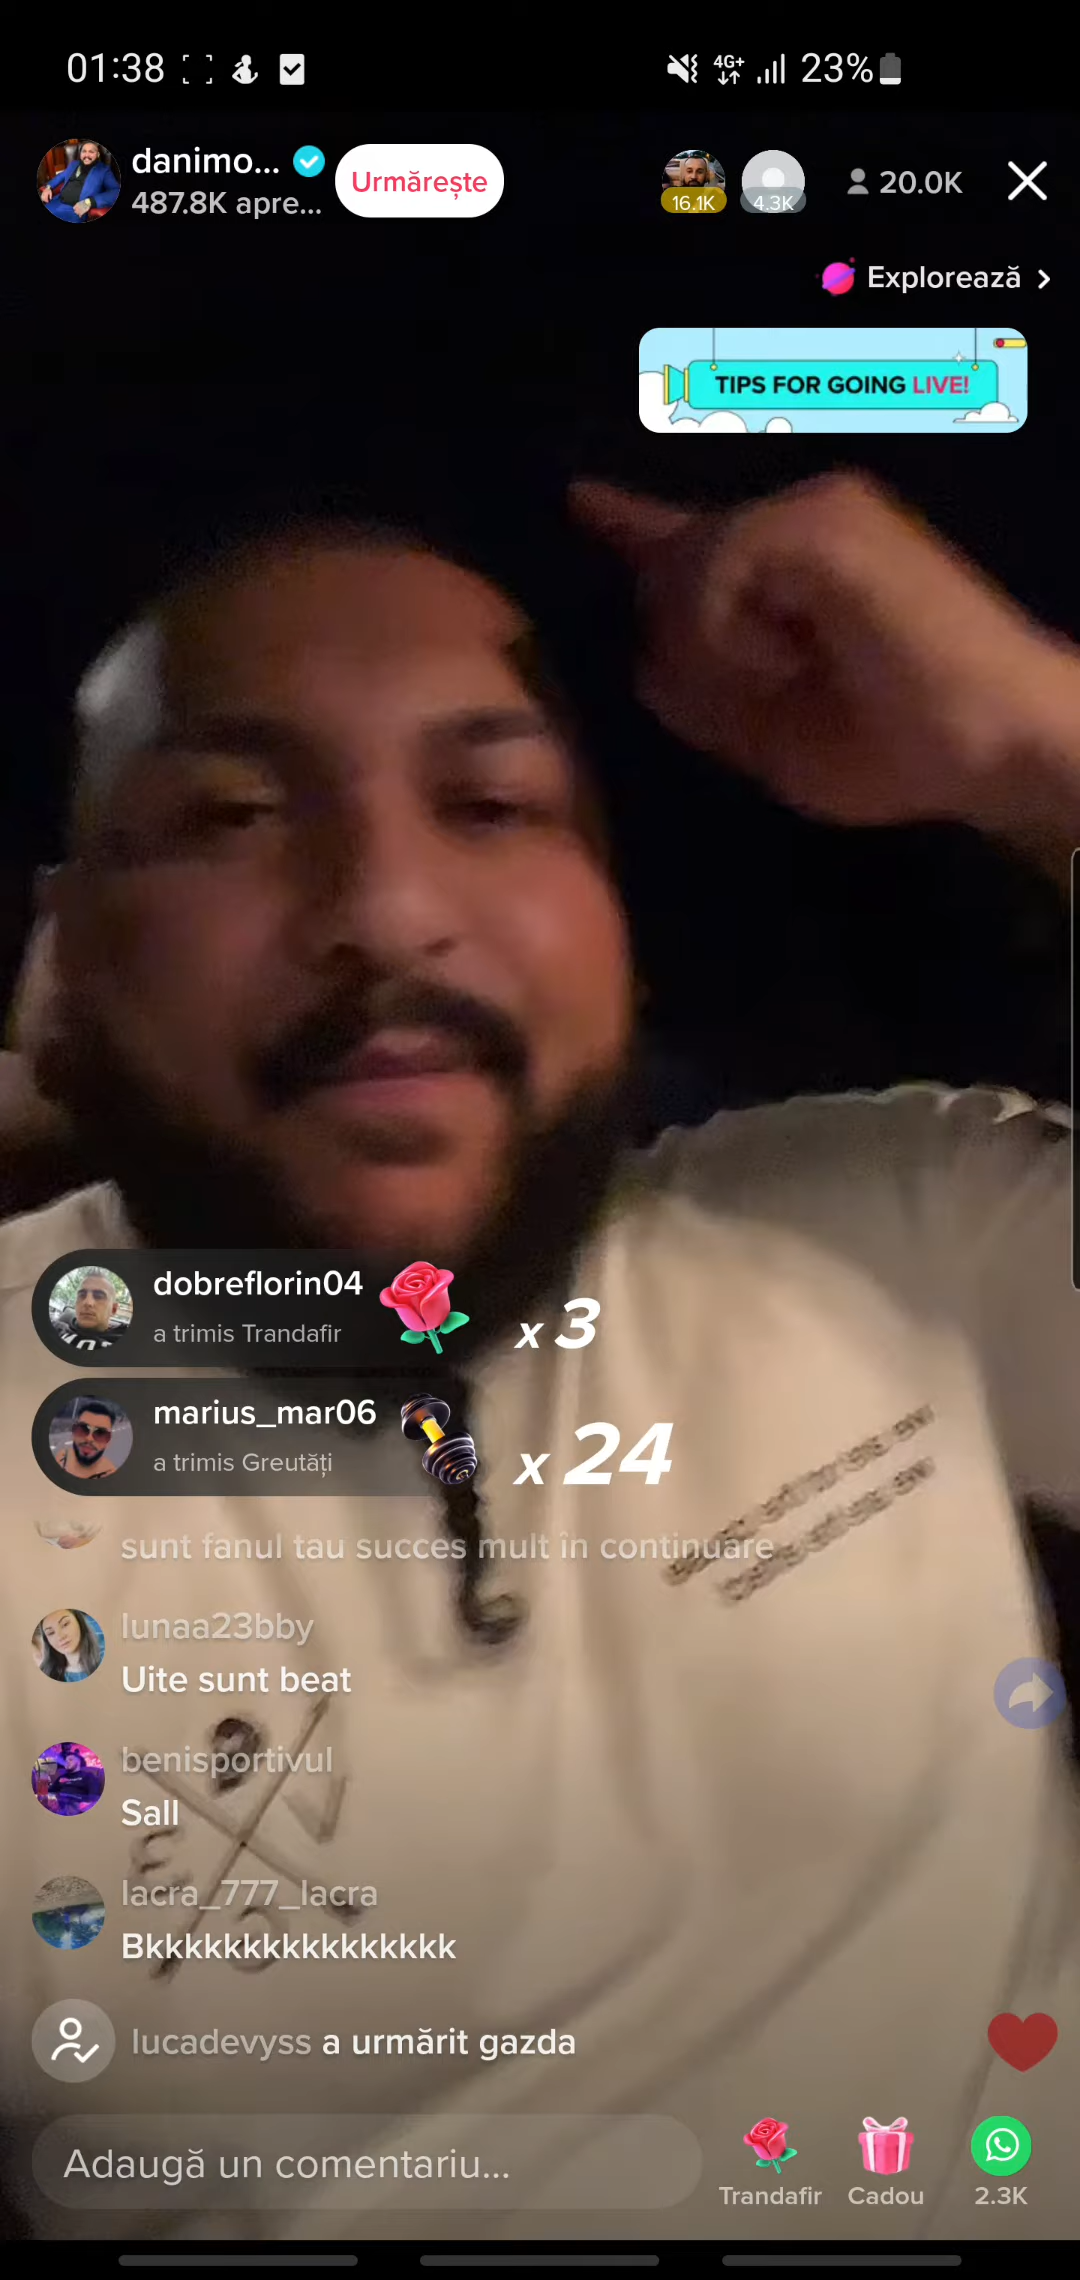 01:38
4G+
23%
danimo...
487.8K apre...
Urmărește
16.1K
4.3K
20.0K
Explorează
TIPS FOR GOING LIVE!
dobreflorin04
a trimis Trandafir
x 3
marius_mar06
a trimis Greutăți
x 24
sunt fanul tau succes mult în continuare
lunaa23bby
Uite sunt beat
benisportivul
Sall
lacra_777_lacra
Bkkkkkkkkkkkkkkkk
lucadevyss a urmărit gazda
Adaugă un comentariu...
Trandafir
Cadou
2.3K